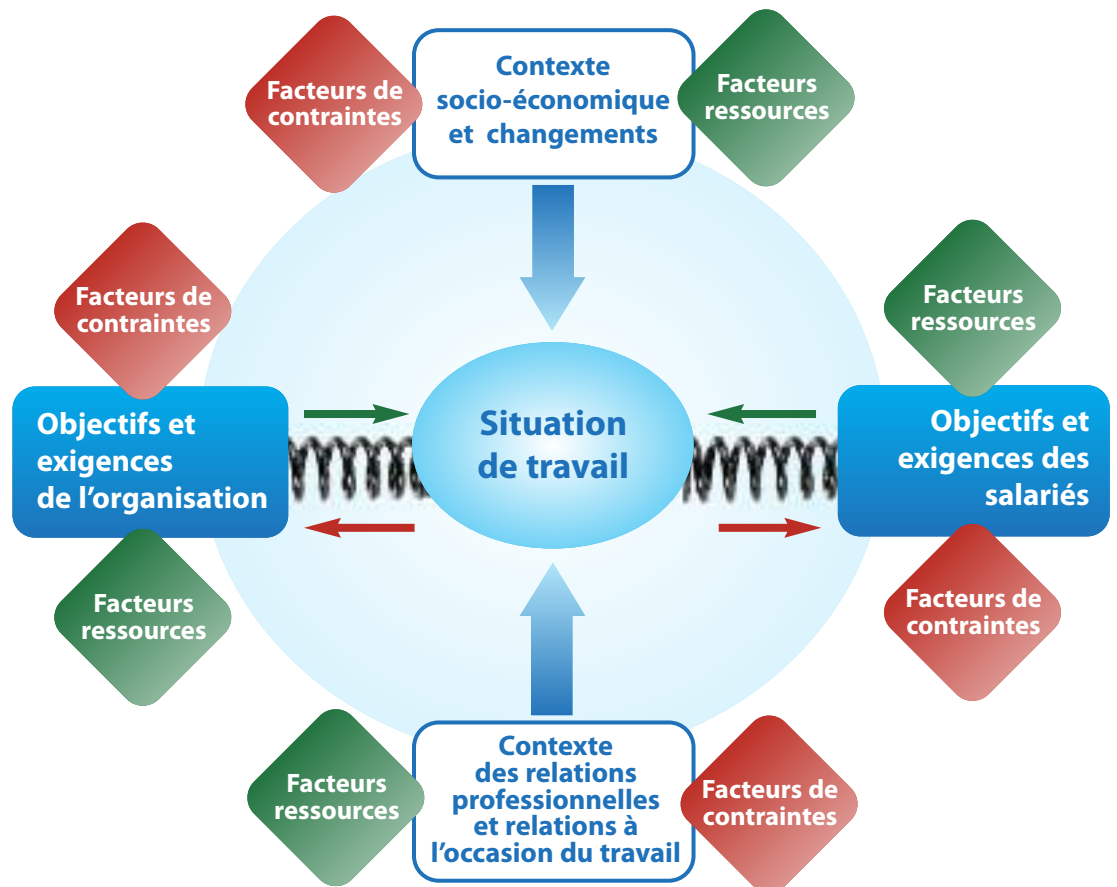 Facteurs de
contraintes
Contexte
socio-économique
et changements
Facteurs
ressources
Facteurs de
contraintes
Facteurs
ressources
Objectifs et
exigences
de l’organisation
Situation
de travail
Objectifs et
exigences des
salariés
Facteurs
ressources
Facteurs de
contraintes
Facteurs
ressources
Contexte
des relations
professionnelles
et relations à
l’occasion du travail
Facteurs de
contraintes